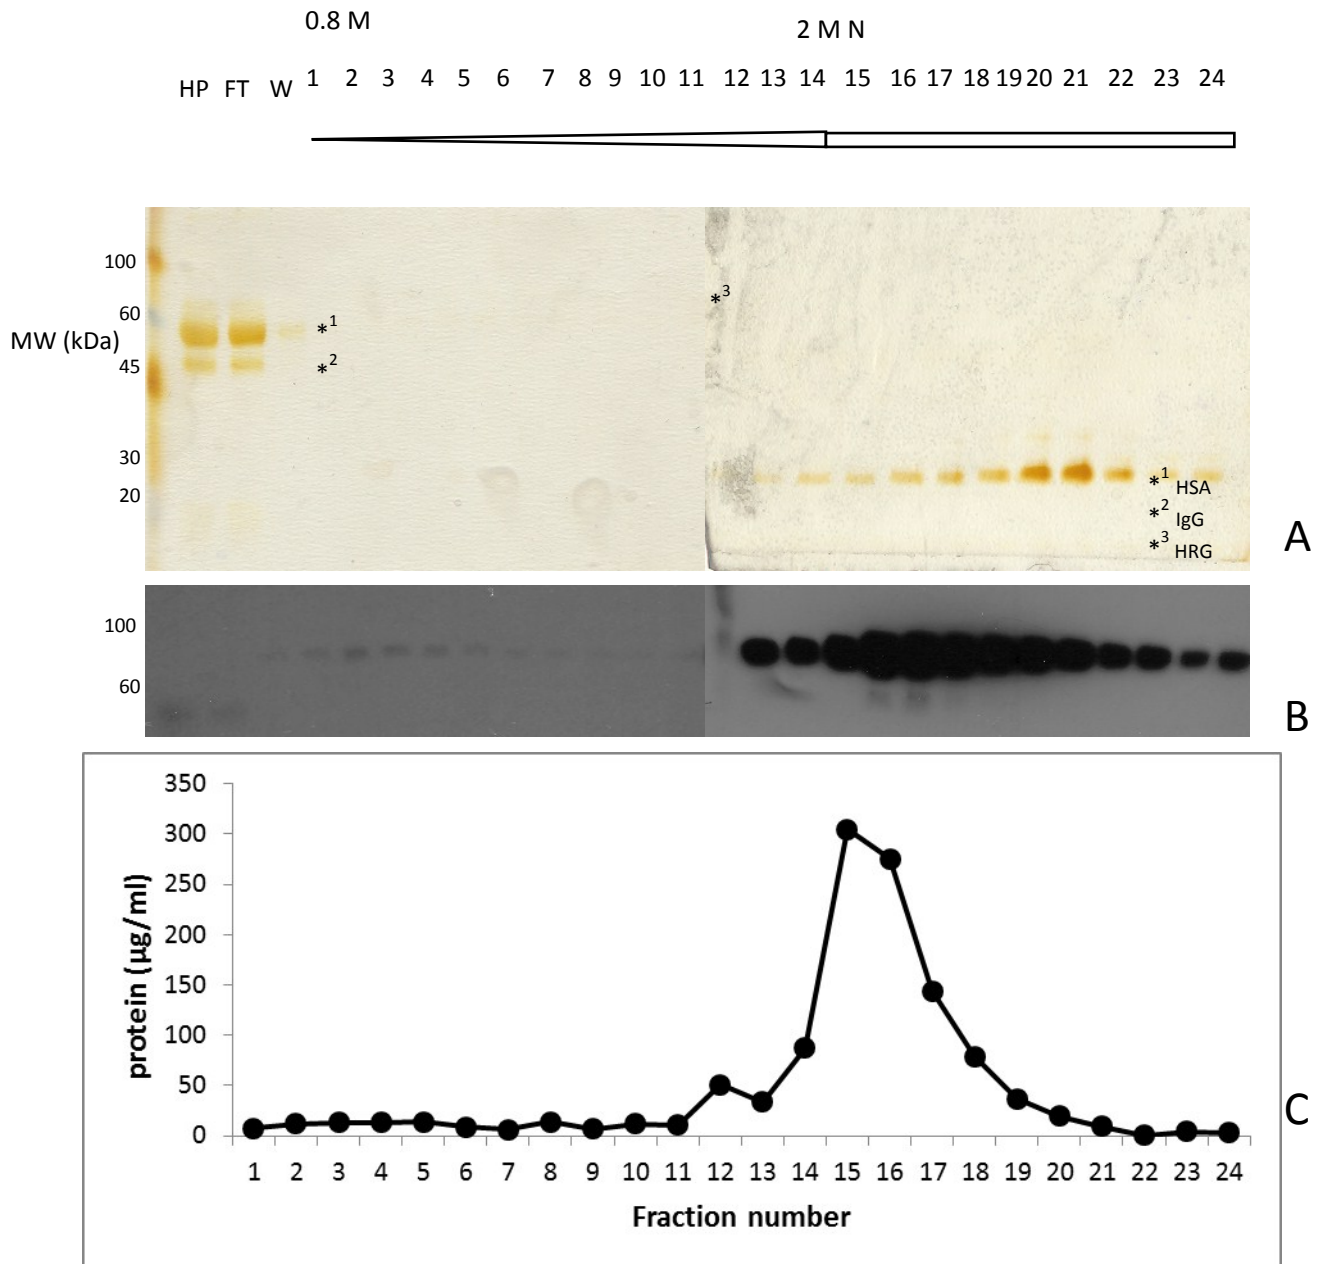 0.8 M
2 M N
HP FT W 1 2 3 4 5 6 7 8 9 10 11 12 13 14 15 16 17 18 19 20 21 22 23 24
100
*3
60
*1
MW (kDa)
45
*2
30
20
*1 HSA
*2 IgG
*3 HRG
A
100
60
B
350
300
250
200
150
100
50
0
protein (µg/ml)
C
1 2 3 4 5 6 7 8 9 10 11 12 13 14 15 16 17 18 19 20 21 22 23 24
Fraction number